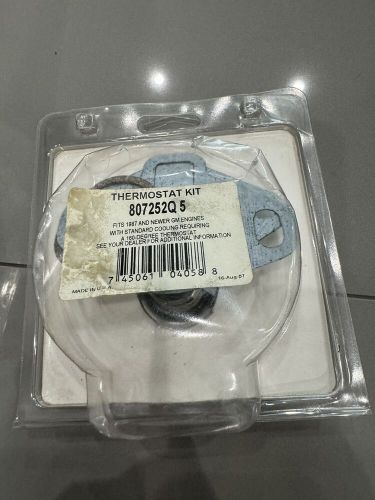 THERMOSTAT KIT
807252Q 5
FITS 1987 AND NEWER GM ENGINES
WITH STANDARD COOLING REQUIRING
A 160-DEGREE THERMOSTAT
SEE YOUR DEALER FOR ADDITIONAL INFORMATION
7 45061 04058 8
MADE IN U.S.A.
16-Aug-07